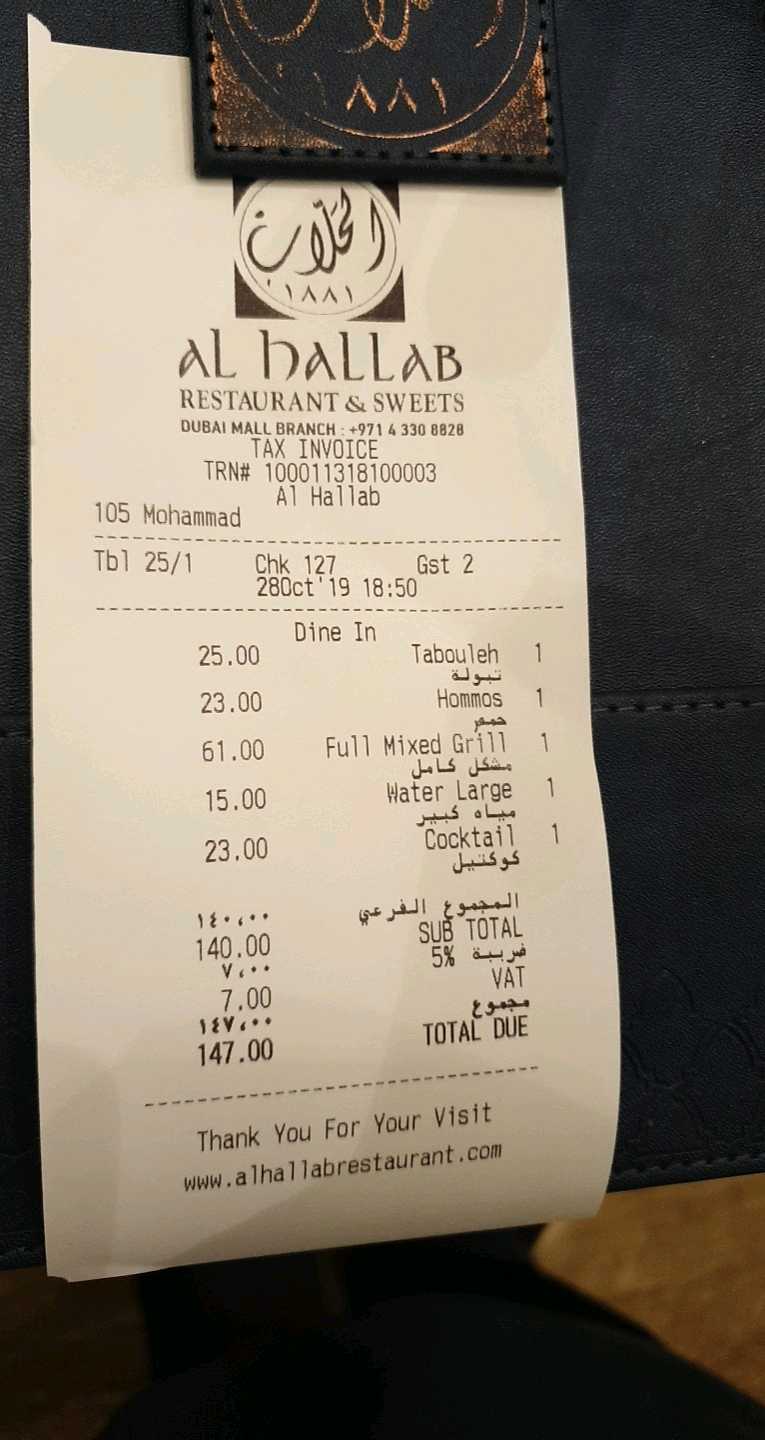 ١٨٨١
الحلاب
١٨٨١
AL HALLAB
RESTAURANT & SWEETS
DUBAI MALL BRANCH : +971 4 330 8828
TAX INVOICE
TRN# 100011318100003
Al Hallab
105 Mohammad
Tbl 25/1 Chk 127 Gst 2
28Oct'19 18:50
Dine In
25.00 Tabouleh 1
تبولة
23.00 Hommos 1
حمص
61.00 Full Mixed Grill 1
مشكل كامل
15.00 Water Large 1
مياه كبير
23.00 Cocktail 1
كوكتيل
١٤٠،٠٠ المجموع الفرعي
140.00 SUB TOTAL
٧،٠٠ ضريبة 5%
7.00 VAT
١٤٧،٠٠ مجموع
147.00 TOTAL DUE
Thank You For Your Visit
www.alhallabrestaurant.com